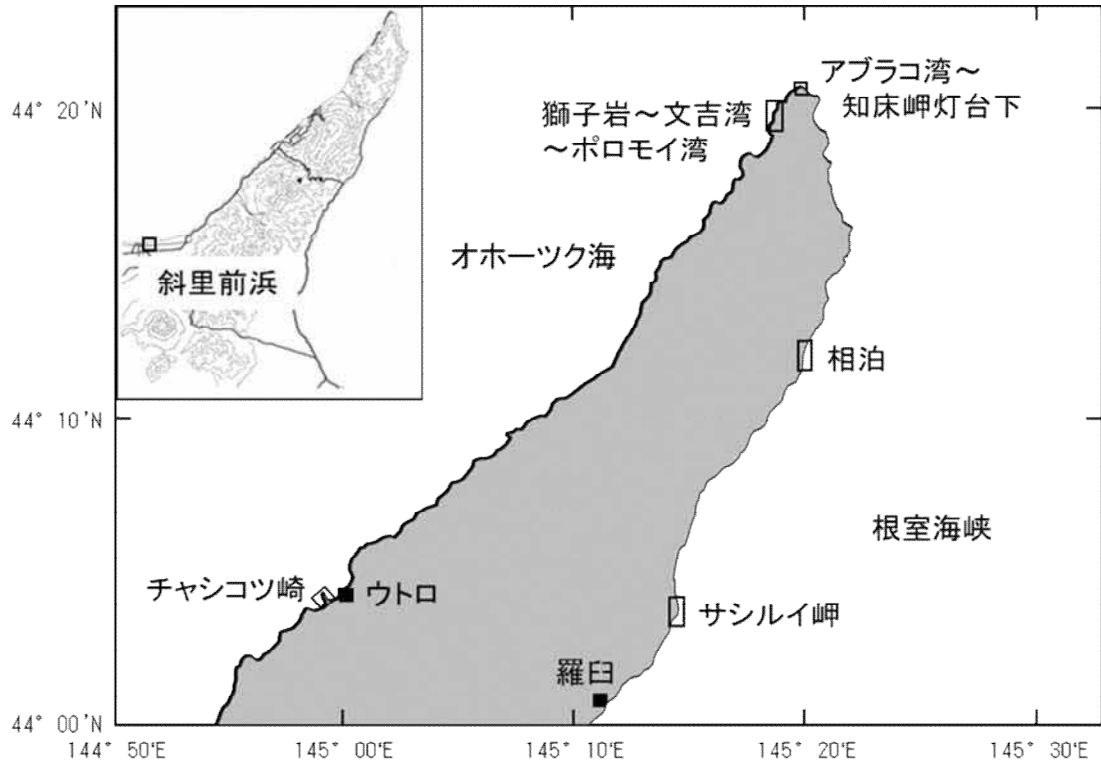 アブラコ湾～
知床岬灯台下
獅子岩～文吉湾
～ポロモイ湾
44° 20'N
オホーツク海
斜里前浜
相泊
44° 10'N
根室海峡
チャシコツ崎
ウトロ
サシルイ岬
羅臼
44° 00'N
144° 50'E
145° 00'E
145° 10'E
145° 20'E
145° 30'E